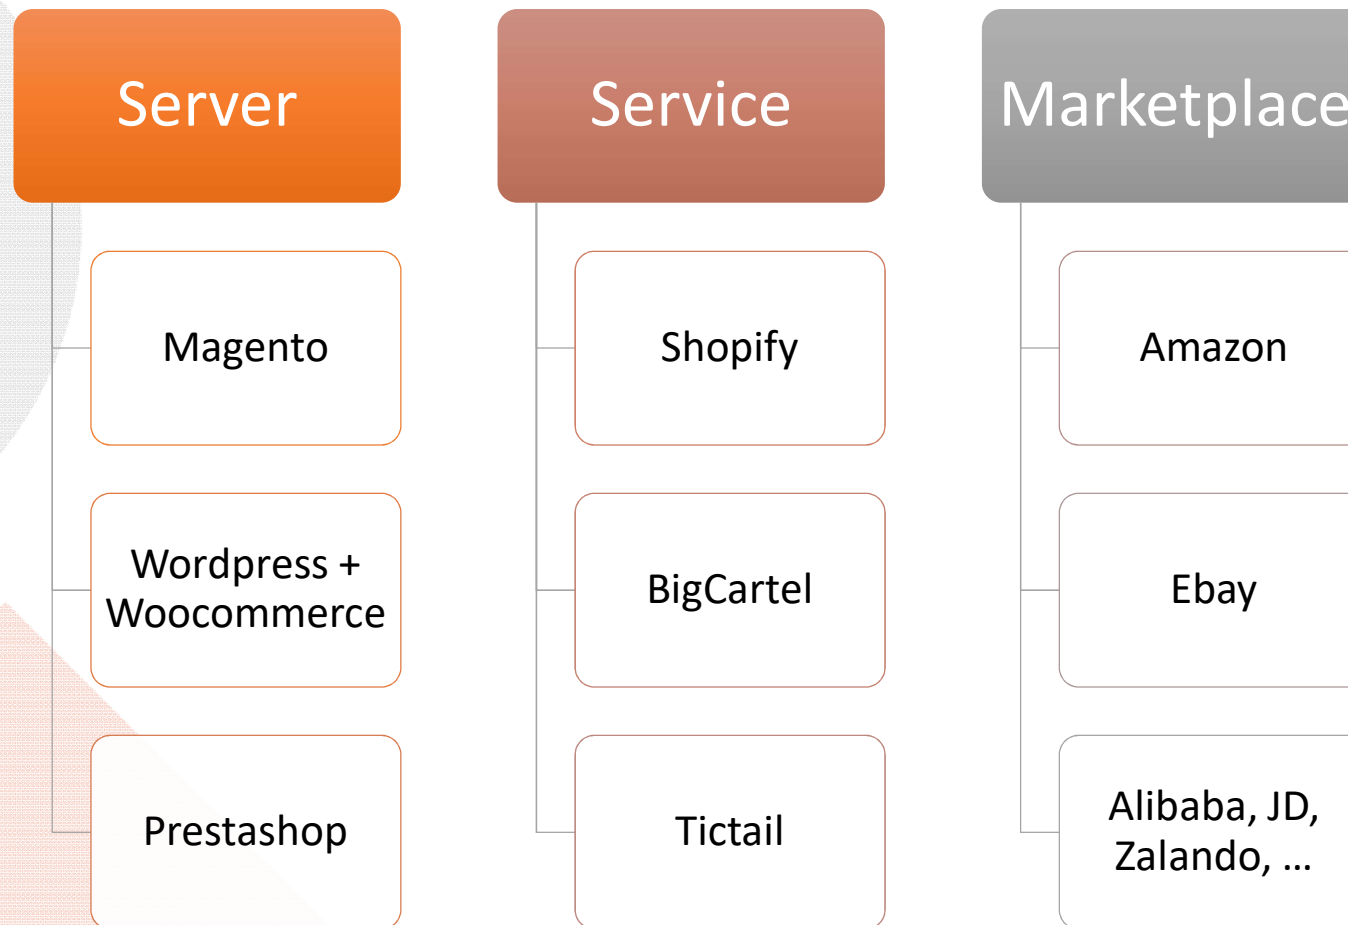 Server
Magento
Wordpress +
Woocommerce
Prestashop
Service
Shopify
BigCartel
Tictail
Marketplace
Amazon
Ebay
Alibaba, JD,
Zalando, ...